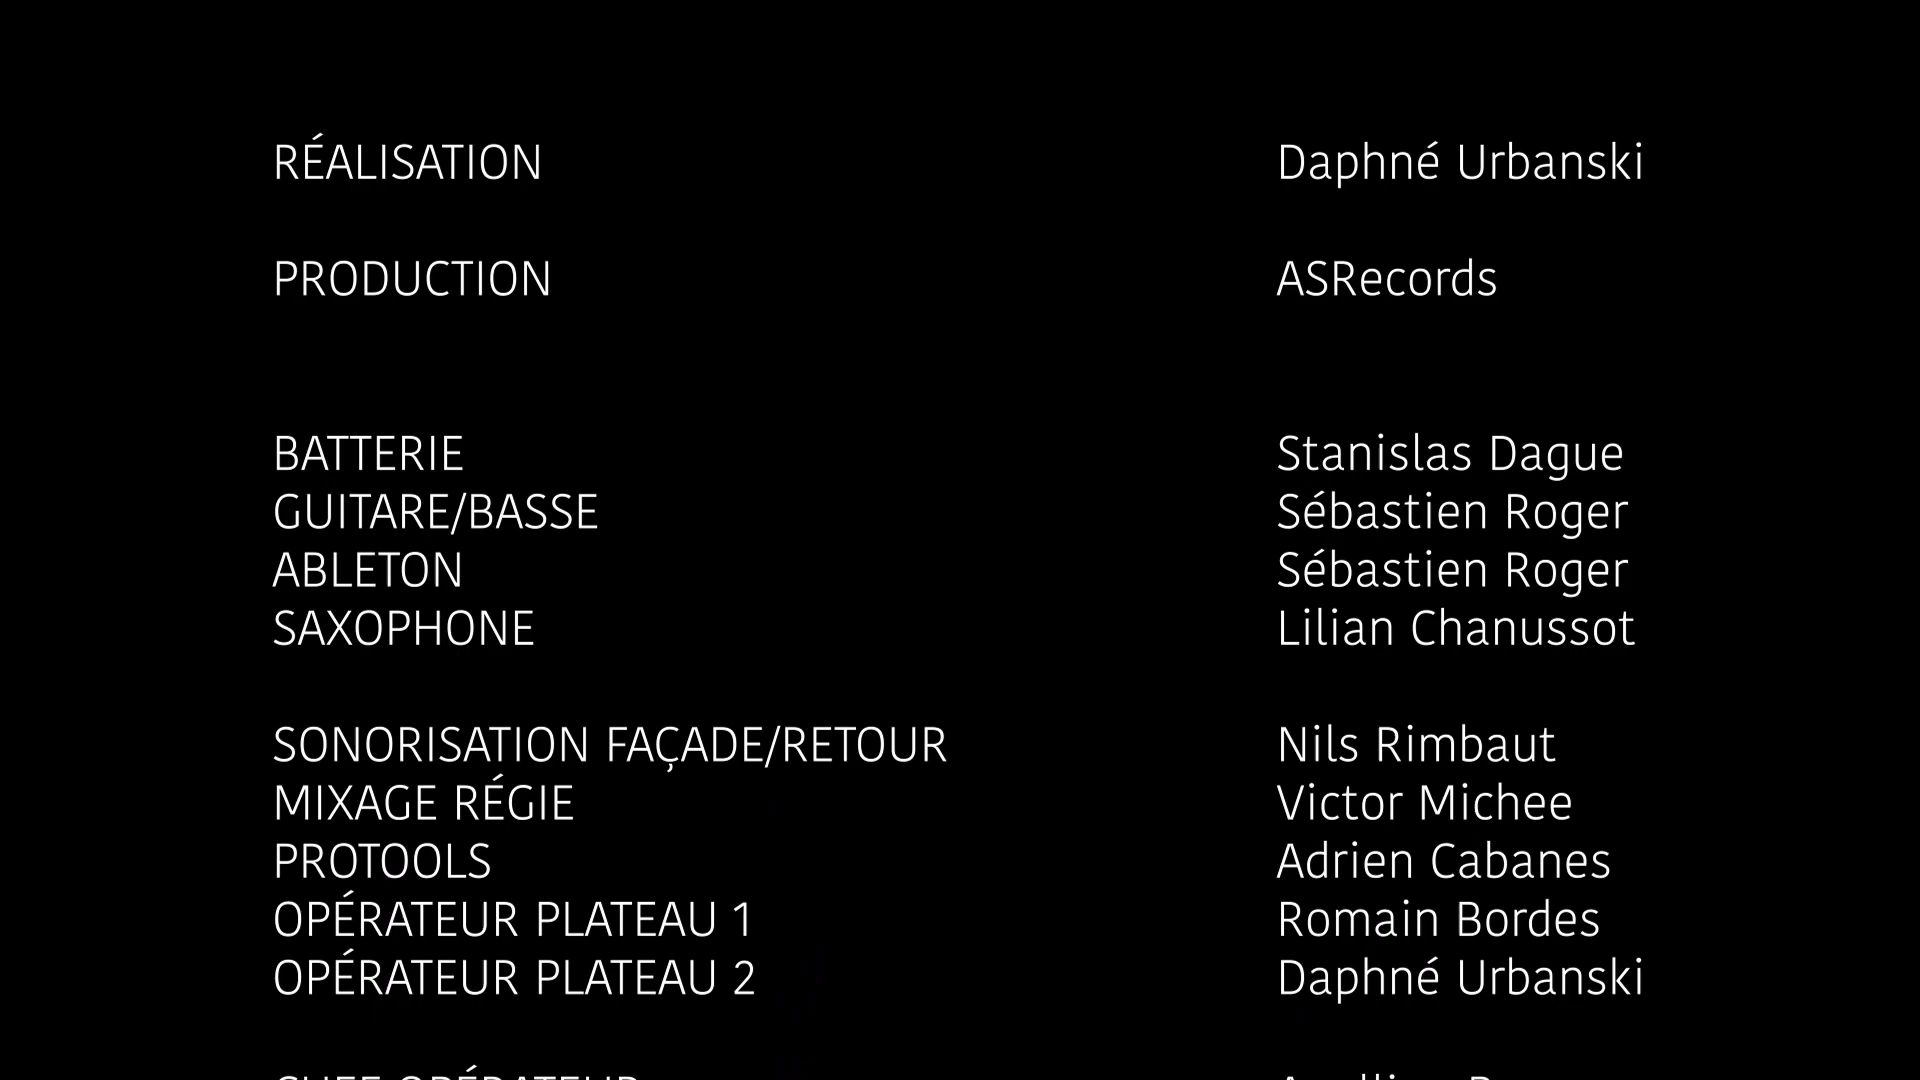 RÉALISATION Daphné Urbanski
PRODUCTION ASRecords
BATTERIE Stanislas Dague
GUITARE/BASSE Sébastien Roger
ABLETON Sébastien Roger
SAXOPHONE Lilian Chanussot
SONORISATION FAÇADE/RETOUR Nils Rimbaut
MIXAGE RÉGIE Victor Michee
PROTOOLS Adrien Cabanes
OPÉRATEUR PLATEAU 1 Romain Bordes
OPÉRATEUR PLATEAU 2 Daphné Urbanski
CHEF OPÉRATEUR